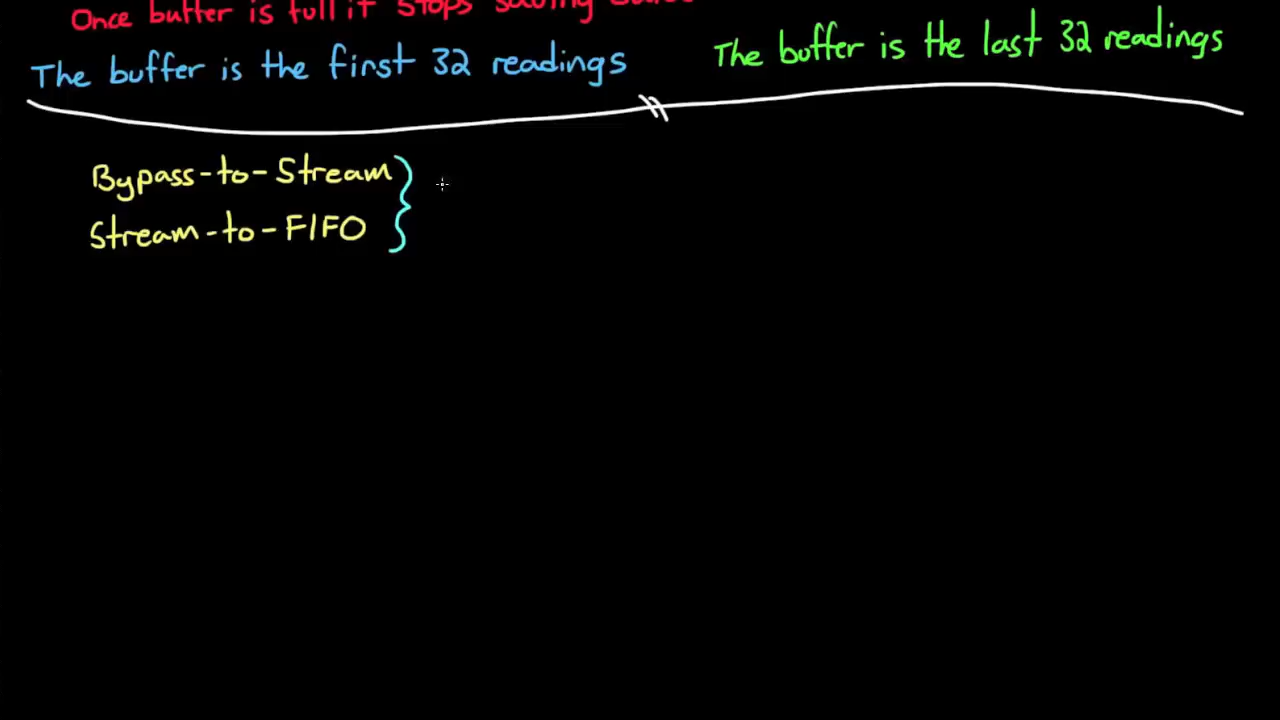 Once buffer is full it stops saving
The buffer is the first 32 readings
The buffer is the last 32 readings
Bypass-to-Stream
Stream-to-FIFO